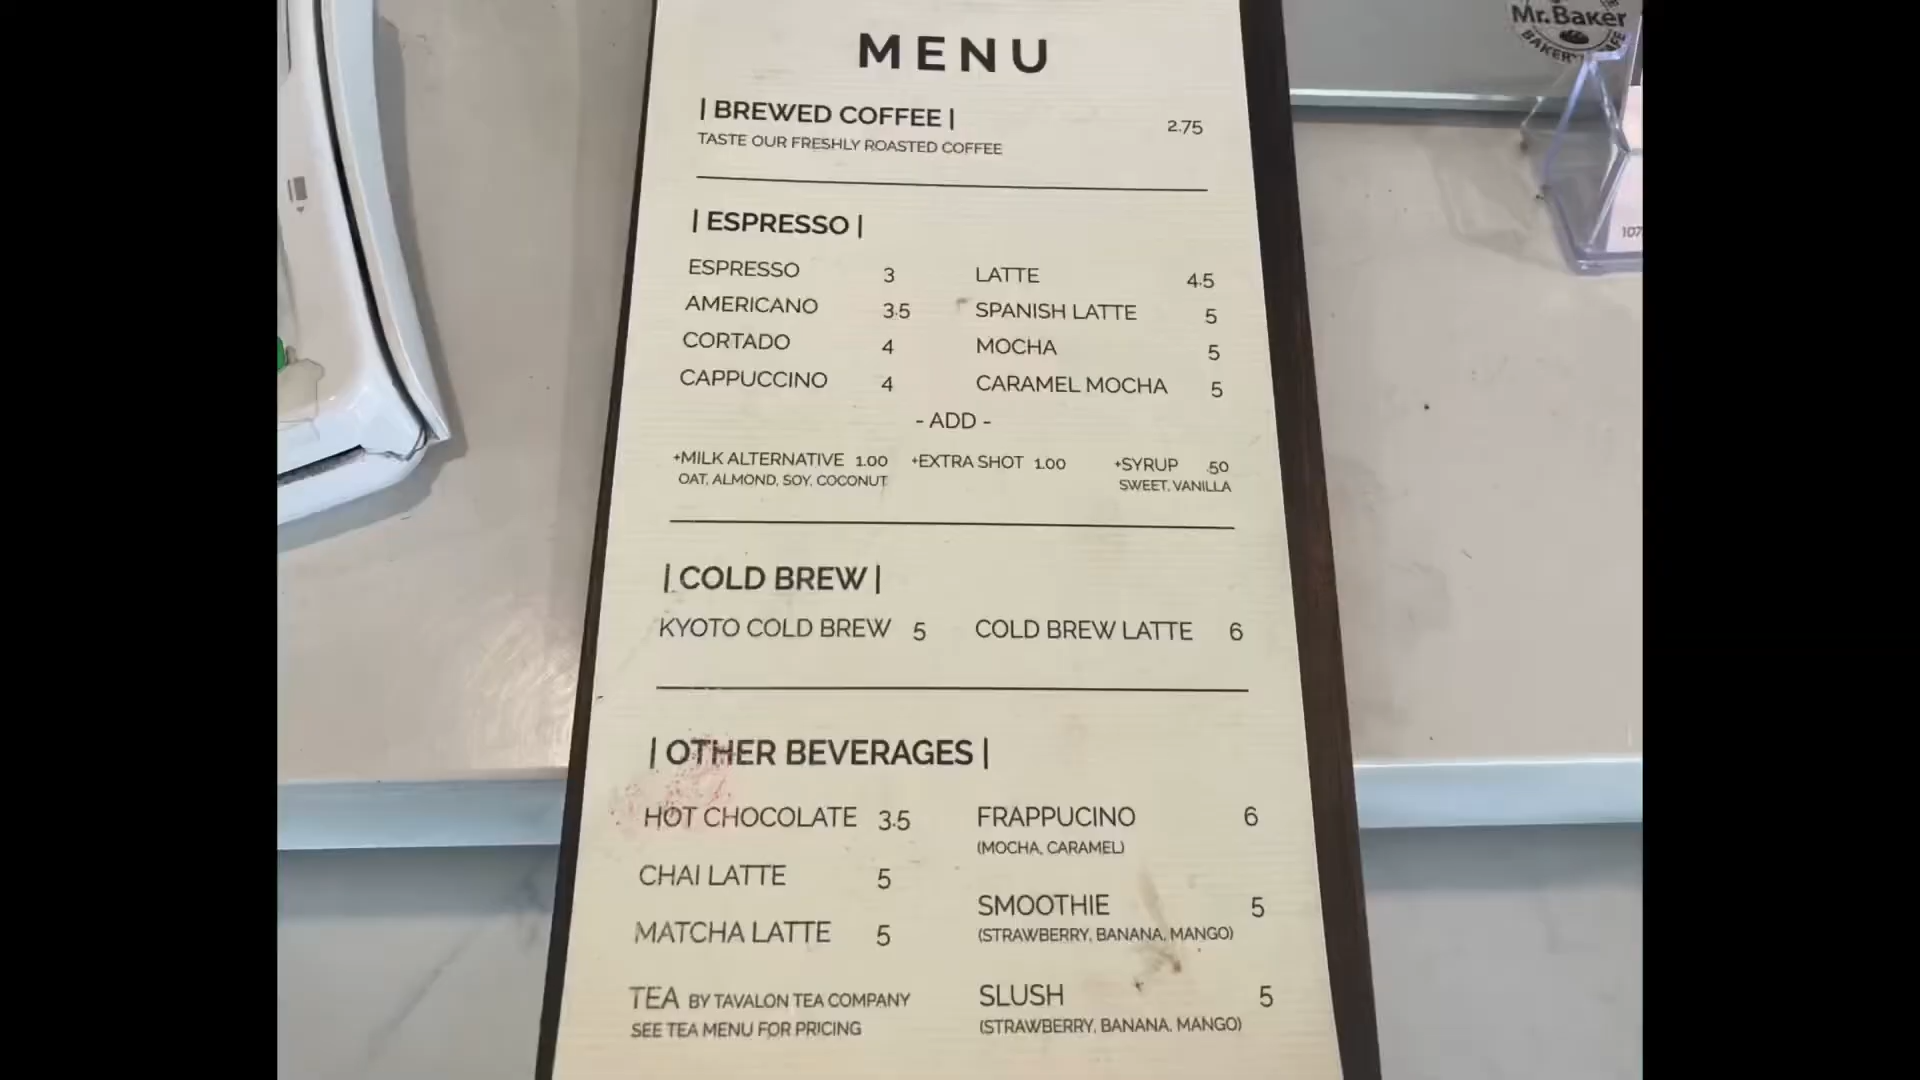 Mr. Baker
BAKERY
MENU
| BREWED COFFEE | 2.75
TASTE OUR FRESHLY ROASTED COFFEE
| ESPRESSO |
ESPRESSO 3 LATTE 4.5
AMERICANO 3.5 SPANISH LATTE 5
CORTADO 4 MOCHA 5
CAPPUCCINO 4 CARAMEL MOCHA 5
- ADD -
+MILK ALTERNATIVE 1.00 +EXTRA SHOT 1.00 +SYRUP .50
OAT, ALMOND, SOY, COCONUT SWEET, VANILLA
| COLD BREW |
KYOTO COLD BREW 5 COLD BREW LATTE 6
| OTHER BEVERAGES |
HOT CHOCOLATE 3.5 FRAPPUCINO 6
(MOCHA, CARAMEL)
CHAI LATTE 5
SMOOTHIE 5
MATCHA LATTE 5 (STRAWBERRY, BANANA, MANGO)
TEA BY TAVALON TEA COMPANY SLUSH 5
SEE TEA MENU FOR PRICING (STRAWBERRY, BANANA, MANGO)
107